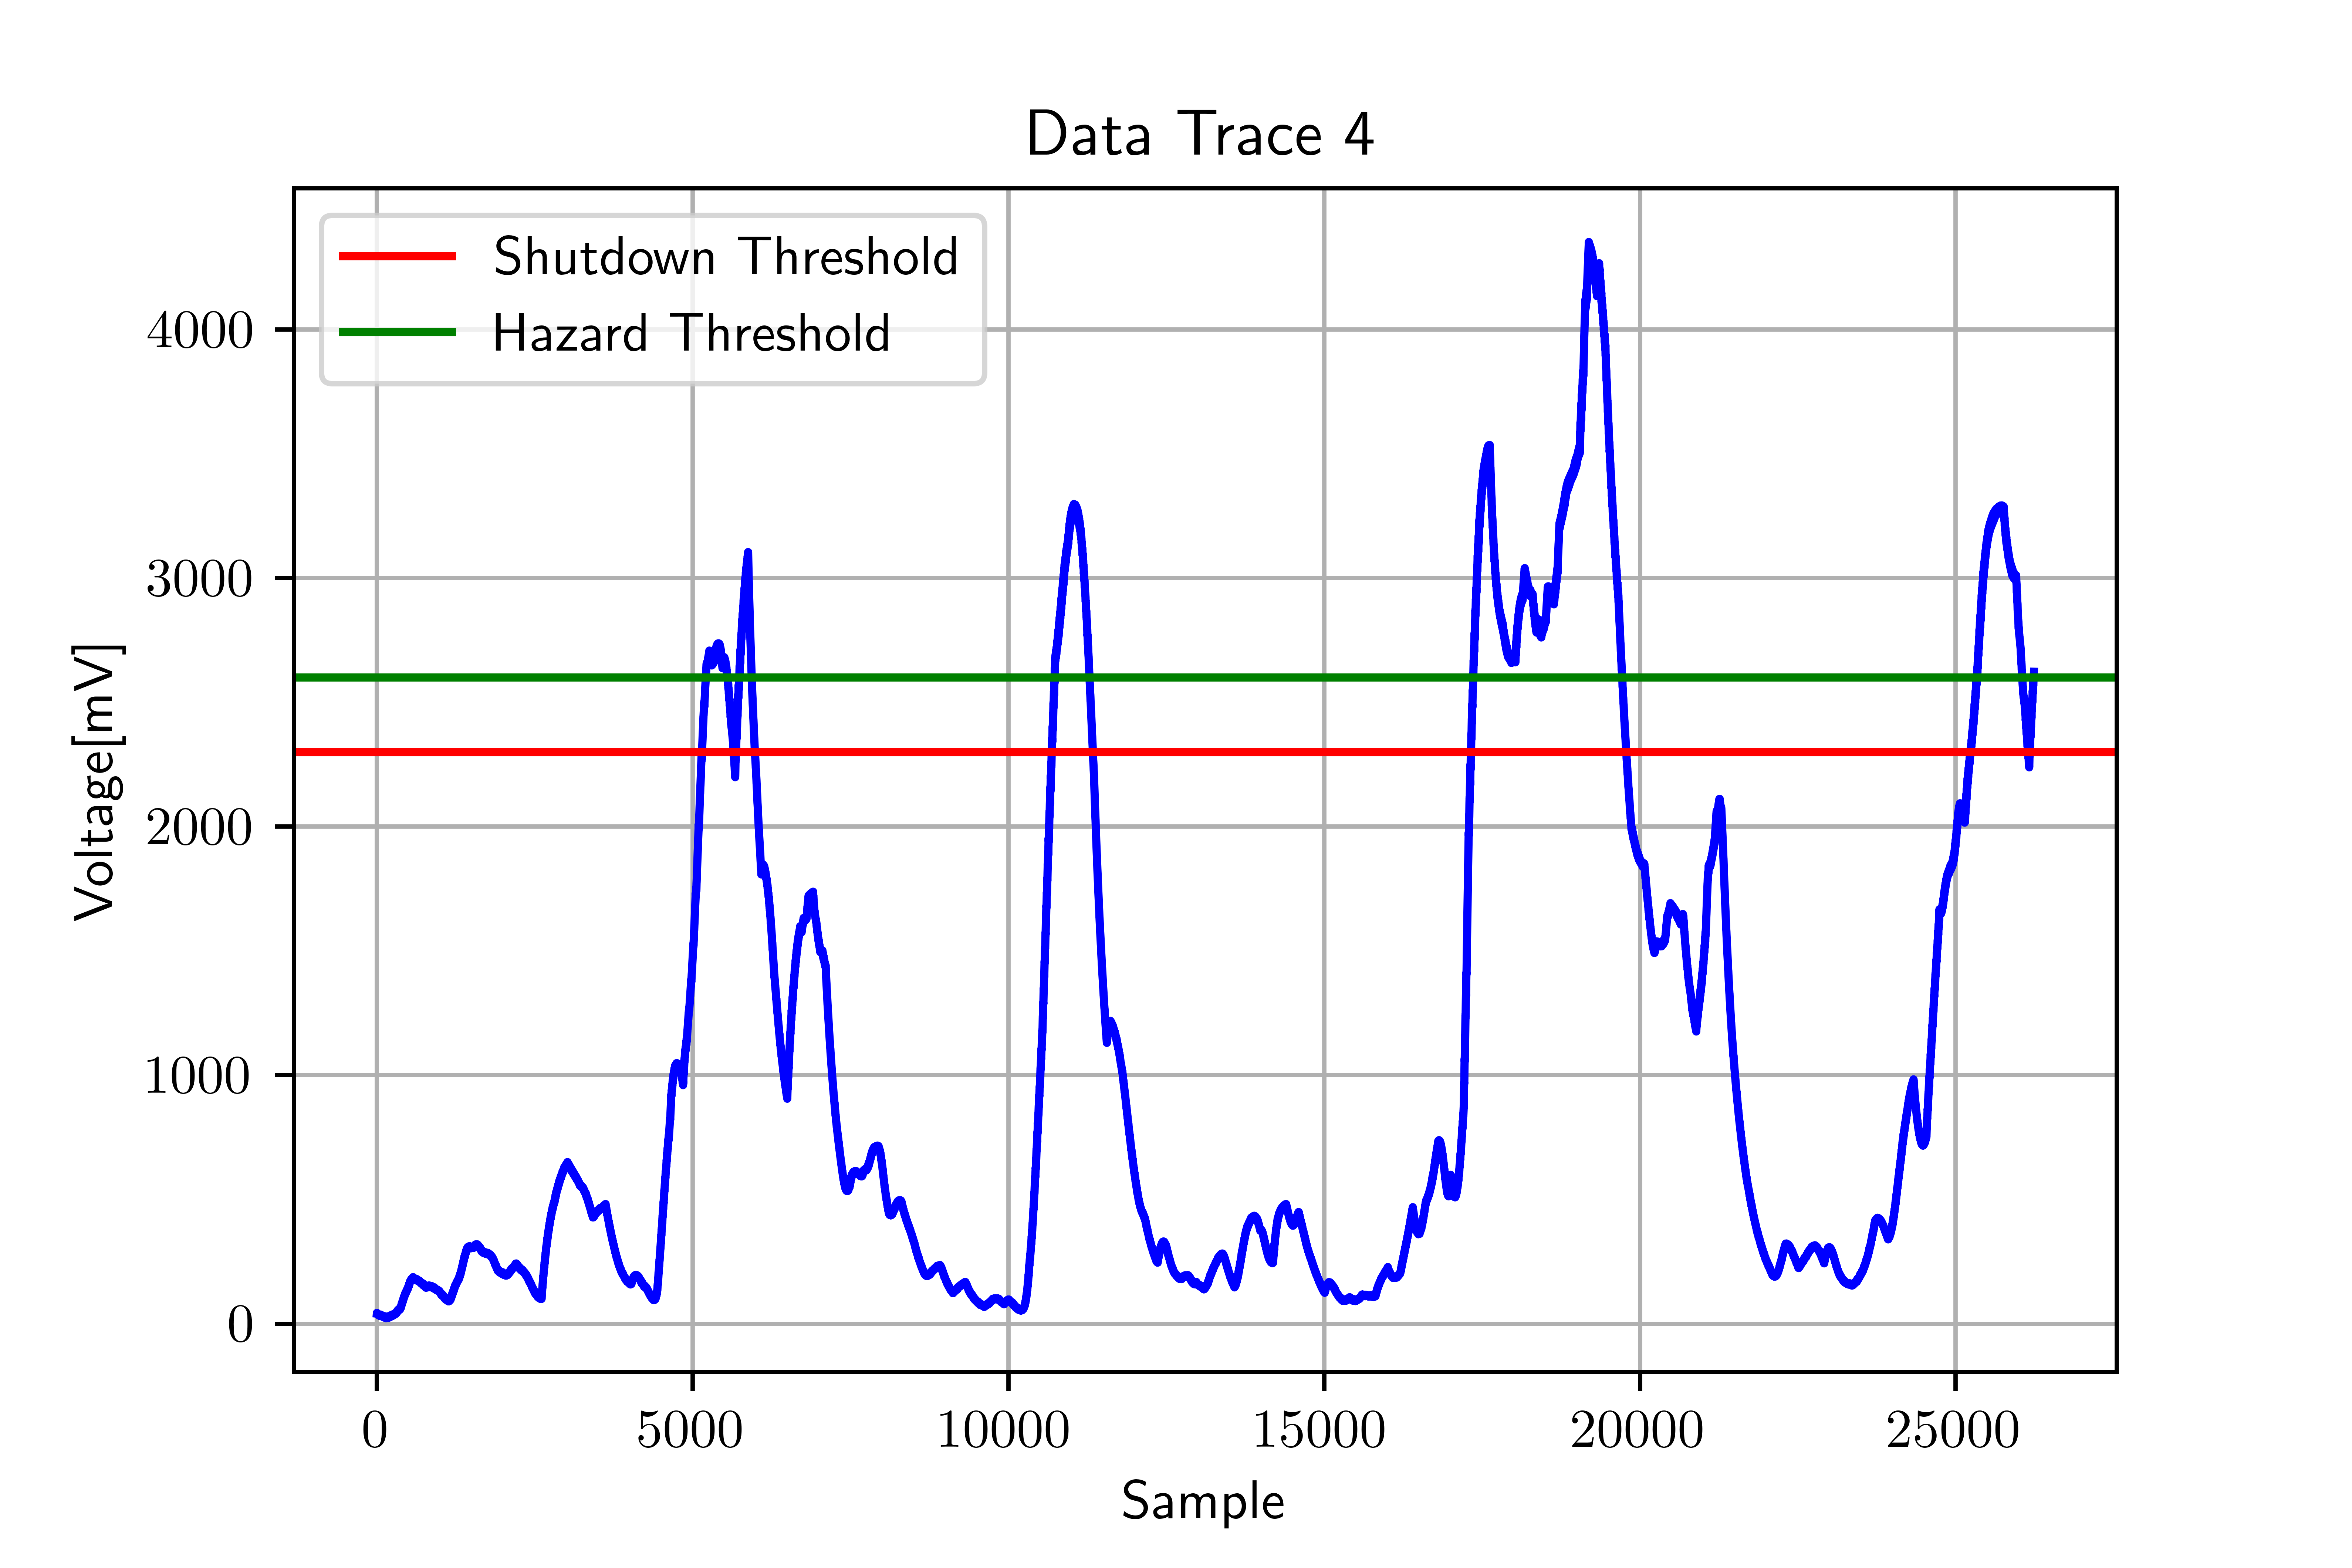 Data Trace 4
Shutdown Threshold
Hazard Threshold
4000
3000
2000
1000
0
Voltage[mV]
0 5000 10000 15000 20000 25000
Sample